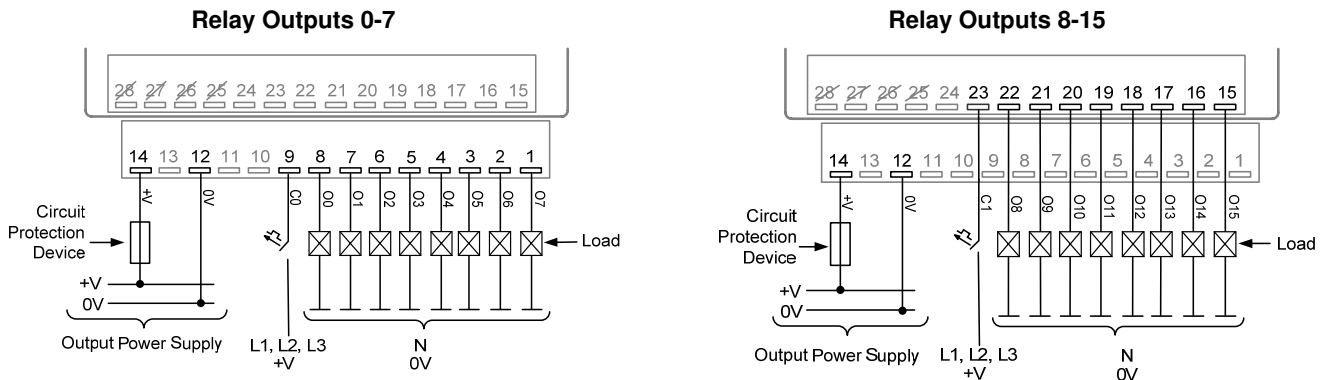 Relay Outputs 0-7
28 27 26 25 24 23 22 21 20 19 18 17 16 15
14 13 12 11 10 9 8 7 6 5 4 3 2 1
+V 0V C0 O0 O1 O2 O3 O4 O5 O6 O7
Circuit
Protection
Device
Load
+V
0V
Output Power Supply
L1, L2, L3
+V
N
0V
Relay Outputs 8-15
28 27 26 25 24 23 22 21 20 19 18 17 16 15
14 13 12 11 10 9 8 7 6 5 4 3 2 1
+V 0V C1 O8 O9 O10 O11 O12 O13 O14 O15
Circuit
Protection
Device
Load
+V
0V
Output Power Supply
L1, L2, L3
+V
N
0V